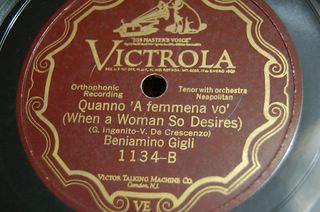 "HIS MASTER'S VOICE"
VICTROLA
Orthophonic
Recording
Tenor with orchestra
Neapolitan
Quanno 'A femmena vo'
(When a Woman So Desires)
(G. Ingenito-V. De Crescenzo)
Beniamino Gigli
1134-B
VICTOR TALKING MACHINE CO.
Camden, N.J.
VE